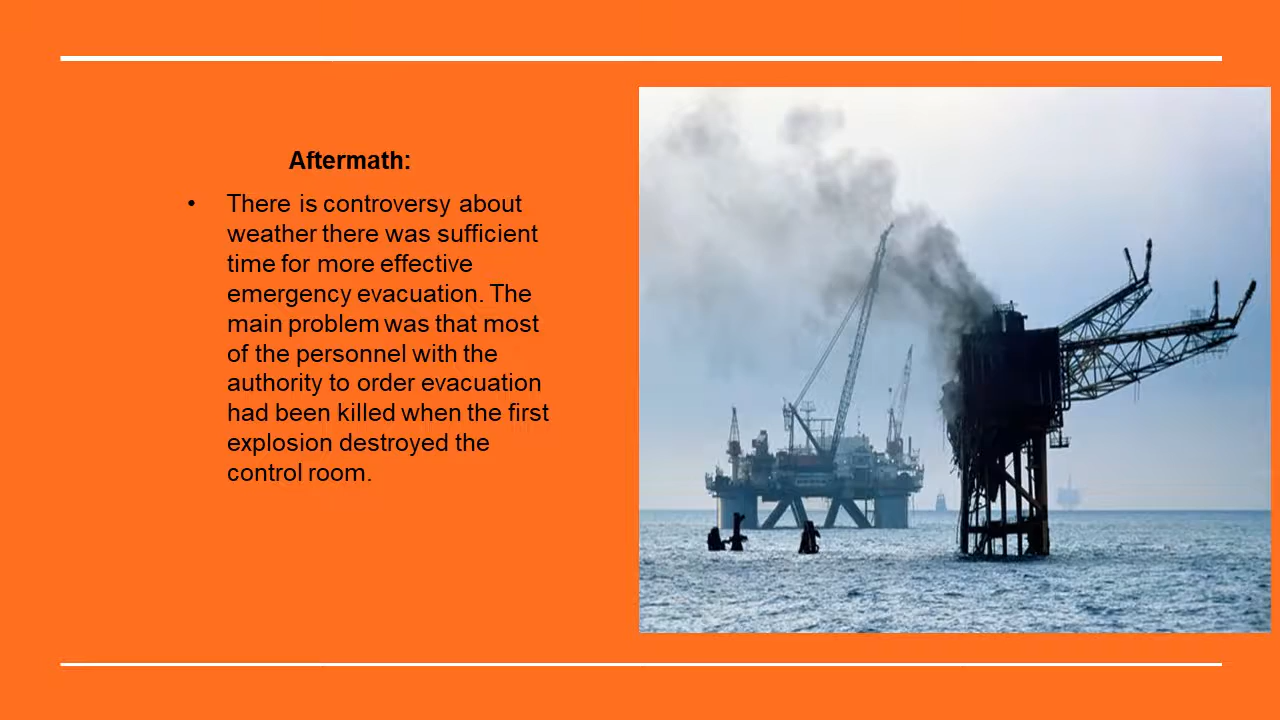 Aftermath:
• There is controversy about
weather there was sufficient
time for more effective
emergency evacuation. The
main problem was that most
of the personnel with the
authority to order evacuation
had been killed when the first
explosion destroyed the
control room.